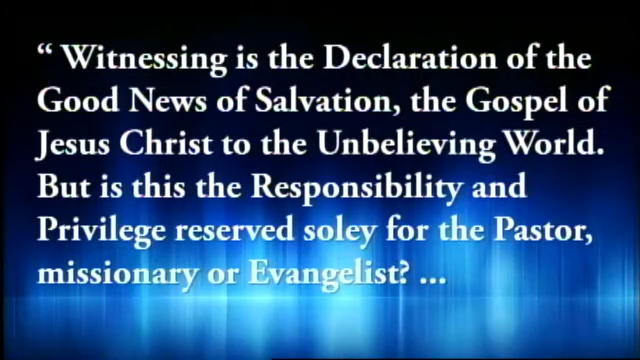 “ Witnessing is the Declaration of the
Good News of Salvation, the Gospel of
Jesus Christ to the Unbelieving World.
But is this the Responsibility and
Privilege reserved soley for the Pastor,
missionary or Evangelist? ...